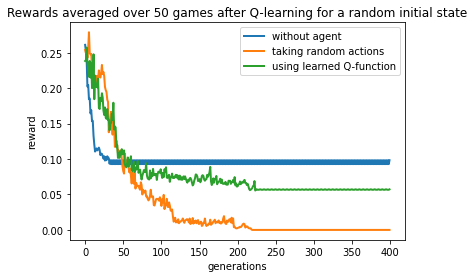 Rewards averaged over 50 games after Q-learning for a random initial state
without agent
taking random actions
using learned Q-function
reward
0.25
0.20
0.15
0.10
0.05
0.00
0 50 100 150 200 250 300 350 400
generations